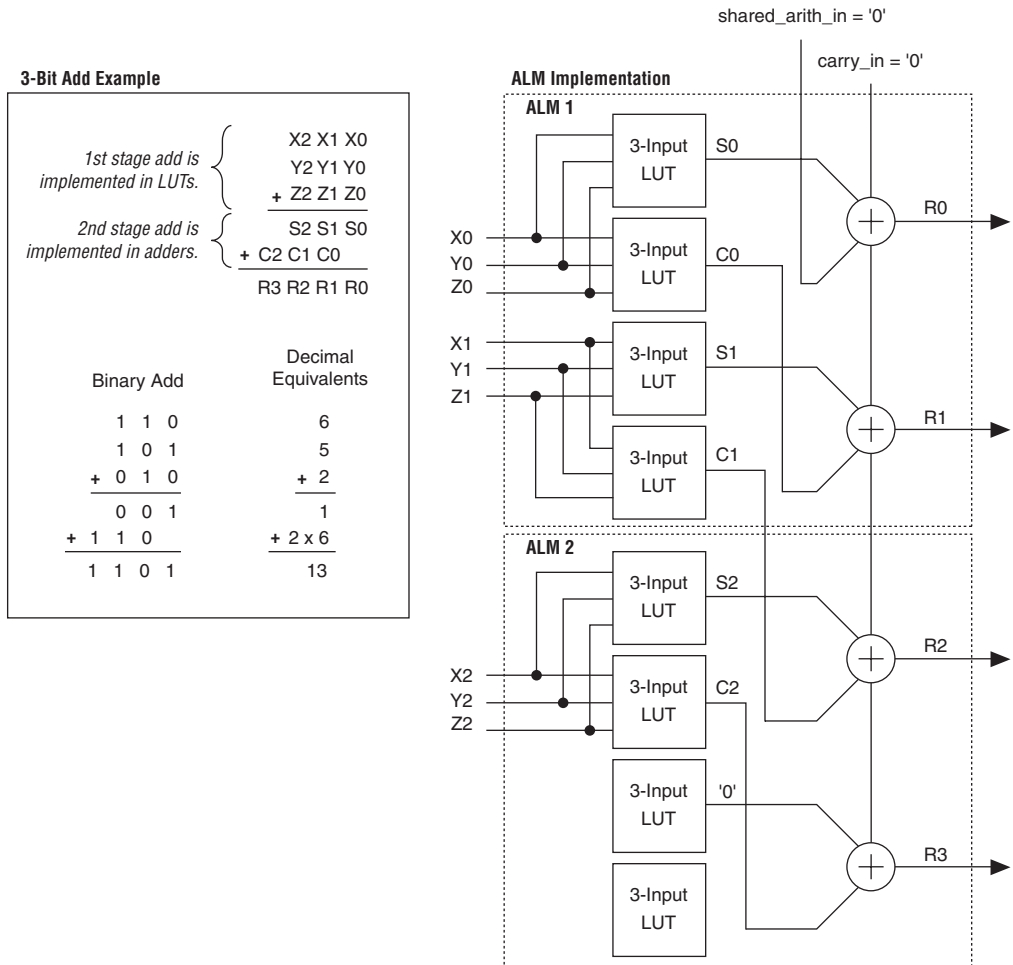 3-Bit Add Example
1st stage add is
implemented in LUTs.
X2 X1 X0
Y2 Y1 Y0
+ Z2 Z1 Z0
2nd stage add is
implemented in adders.
S2 S1 S0
+ C2 C1 C0
R3 R2 R1 R0
Binary Add
1 1 0
1 0 1
+ 0 1 0
0 0 1
+ 1 1 0
1 1 0 1
Decimal
Equivalents
6
5
+ 2
1
+ 2 x 6
13
shared_arith_in = '0'
carry_in = '0'
ALM Implementation
ALM 1
3-Input
LUT
S0
R0
X0
Y0
Z0
3-Input
LUT
C0
X1
Y1
Z1
3-Input
LUT
S1
R1
3-Input
LUT
C1
ALM 2
3-Input
LUT
S2
R2
X2
Y2
Z2
3-Input
LUT
C2
3-Input
LUT
'0'
R3
3-Input
LUT